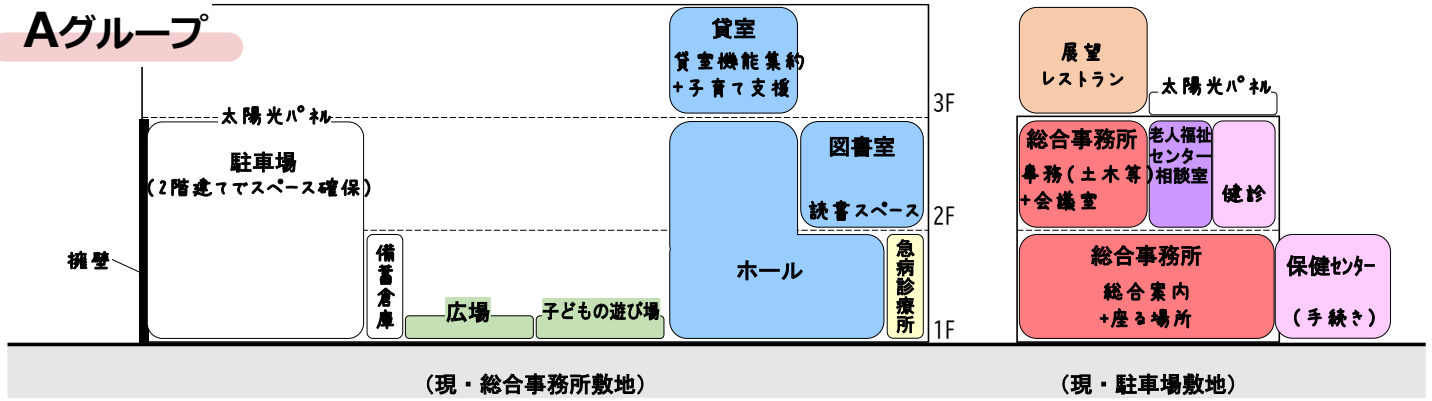 Aグループ
貸室
貸室機能集約
+子育て支援
展望
レストラン
太陽光パネル
3F
太陽光パネル
駐車場
(2階建てでスペース確保)
図書室
読書スペース
2F
総合事務所
事務(土木等)
+会議室
老人福祉
センター
相談室
健診
擁壁
備蓄倉庫
広場
子どもの遊び場
ホール
急病診療所
1F
総合事務所
総合案内
+座る場所
保健センター
(手続き)
(現・総合事務所敷地)
(現・駐車場敷地)